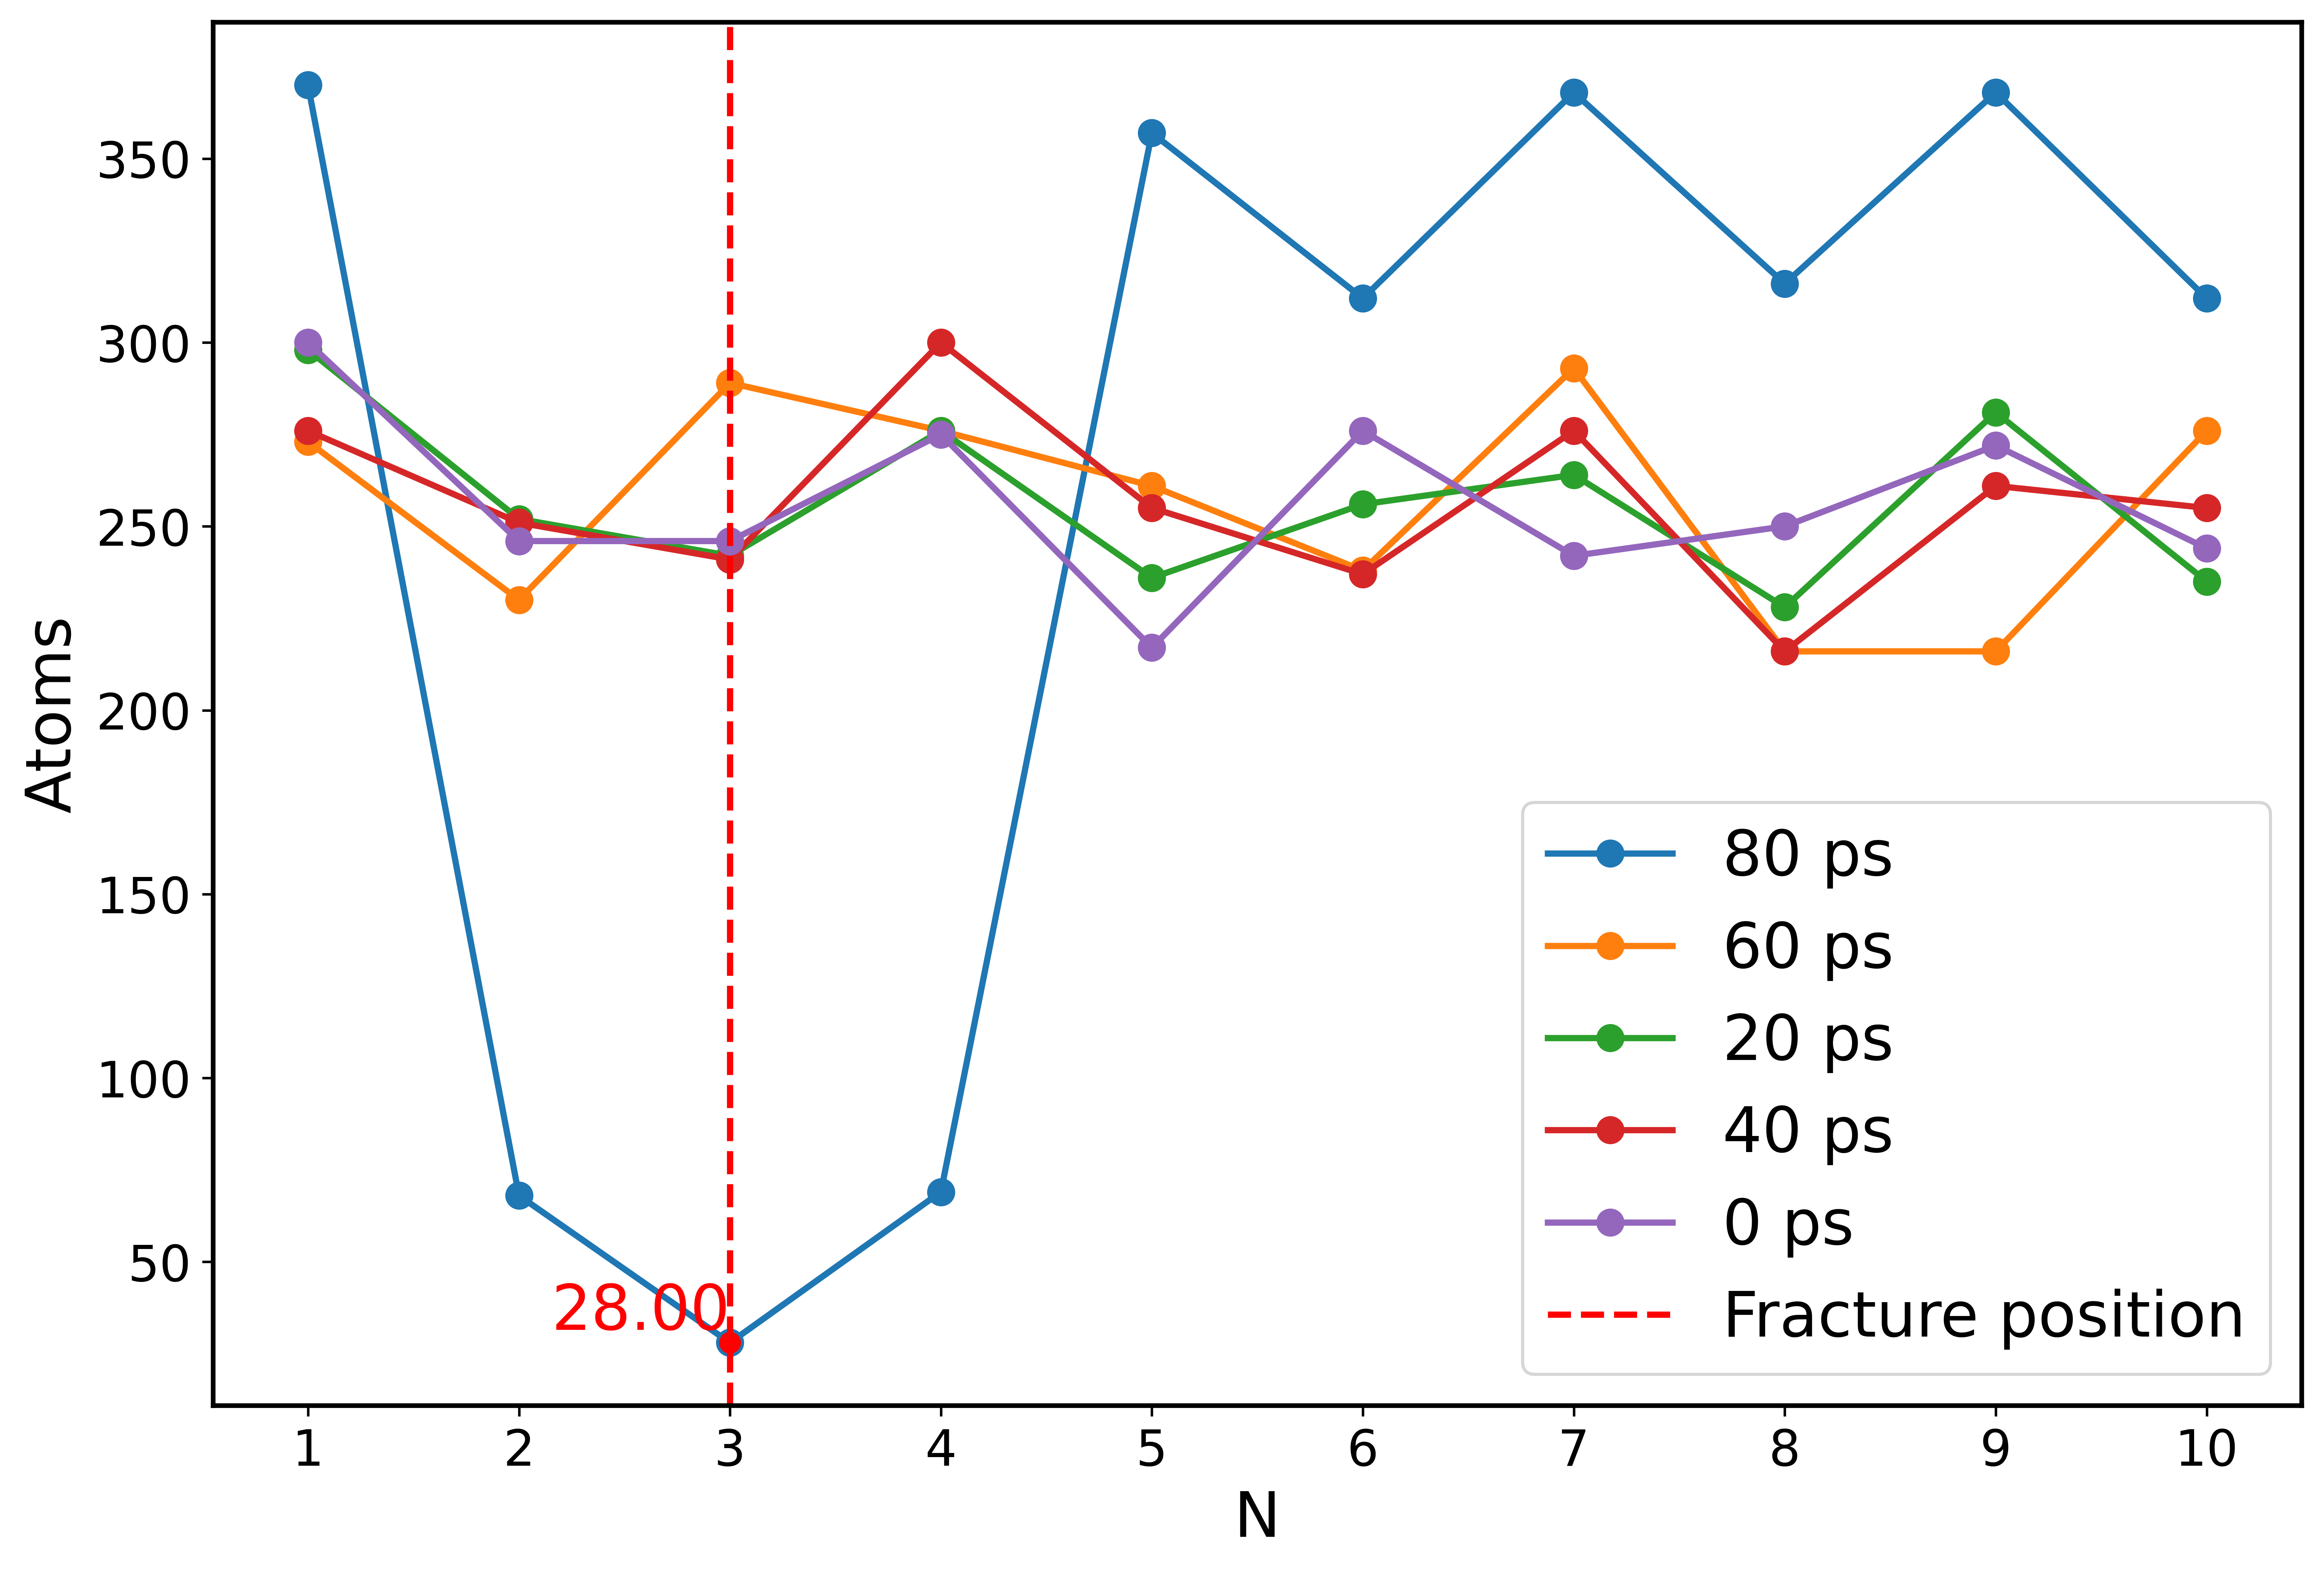 Atoms
350
300
250
200
150
100
50
28.00
80 ps
60 ps
20 ps
40 ps
0 ps
Fracture position
1 2 3 4 5 6 7 8 9 10
N